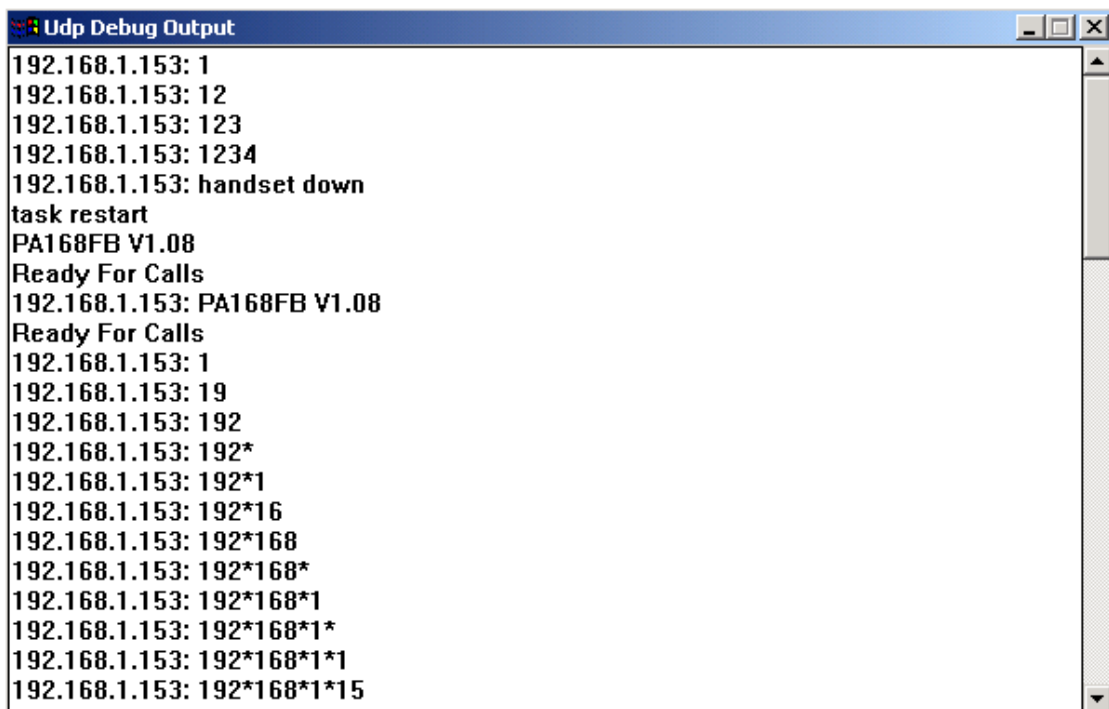 Udp Debug Output
192.168.1.153: 1
192.168.1.153: 12
192.168.1.153: 123
192.168.1.153: 1234
192.168.1.153: handset down
task restart
PA168FB V1.08
Ready For Calls
192.168.1.153: PA168FB V1.08
Ready For Calls
192.168.1.153: 1
192.168.1.153: 19
192.168.1.153: 192
192.168.1.153: 192*
192.168.1.153: 192*1
192.168.1.153: 192*16
192.168.1.153: 192*168
192.168.1.153: 192*168*
192.168.1.153: 192*168*1
192.168.1.153: 192*168*1*
192.168.1.153: 192*168*1*1
192.168.1.153: 192*168*1*15